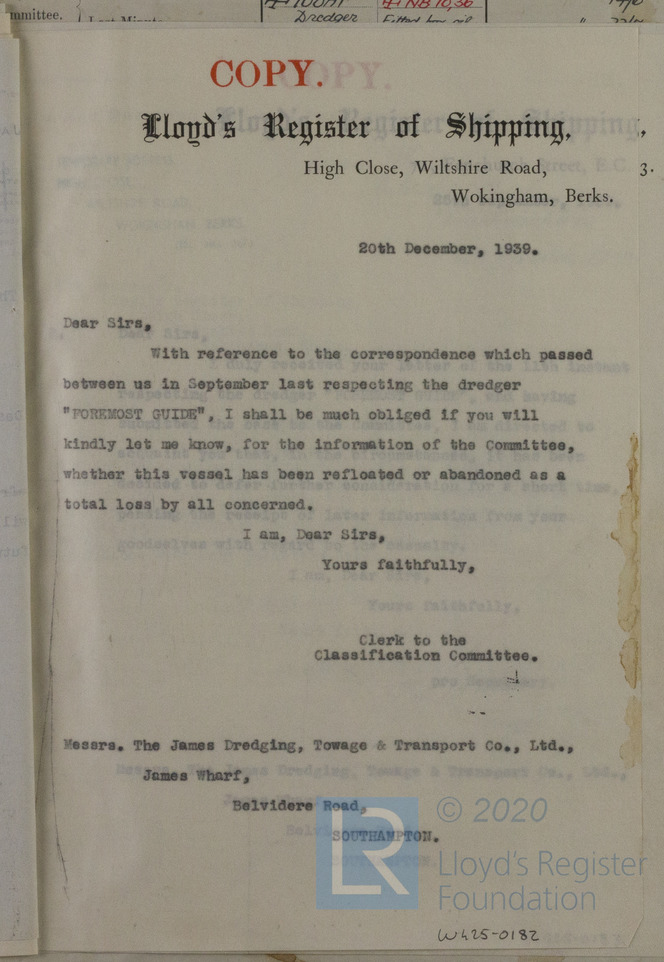 mmittee.
Last Minute
Dredger
COPY.
Lloyd's Register of Shipping,
High Close, Wiltshire Road,
3.
Wokingham, Berks.
20th December, 1939.
Dear Sirs,
With reference to the correspondence which passed
between us in September last respecting the dredger
"FOREMOST GUIDE", I shall be much obliged if you will
kindly let me know, for the information of the Committee,
whether this vessel has been refloated or abandoned as a
total loss by all concerned.
I am, Dear Sirs,
Yours faithfully,
Clerk to the
Classification Committee.
Messrs. The James Dredging, Towage & Transport Co., Ltd.,
James Wharf,
Belvidere Road,
SOUTHAMPTON.
LR
© 2020
Lloyd's Register
Foundation
W425-0182